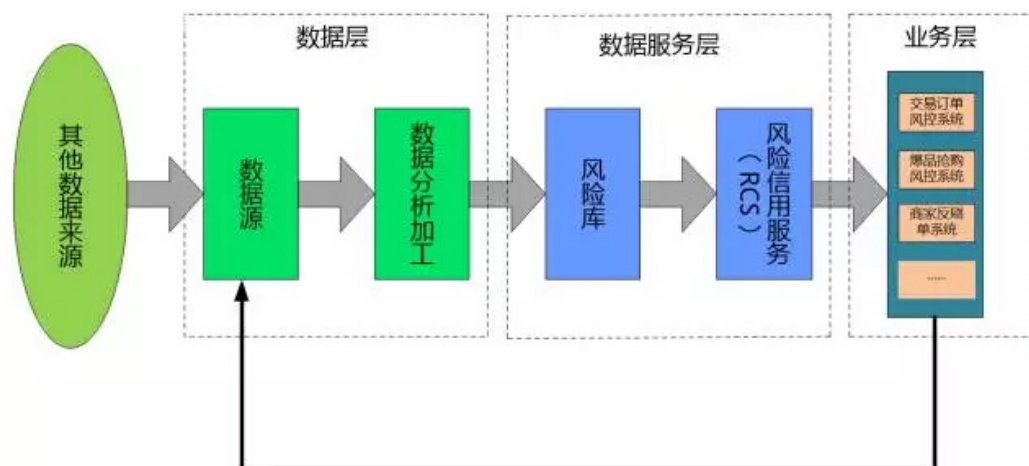 数据层
数据服务层
业务层
其他数据来源
数据源
数据分析加工
风险库
风险信用服务
（RCS）
交易订单
风控系统
爆品抢购
风控系统
商家反刷
单系统
......